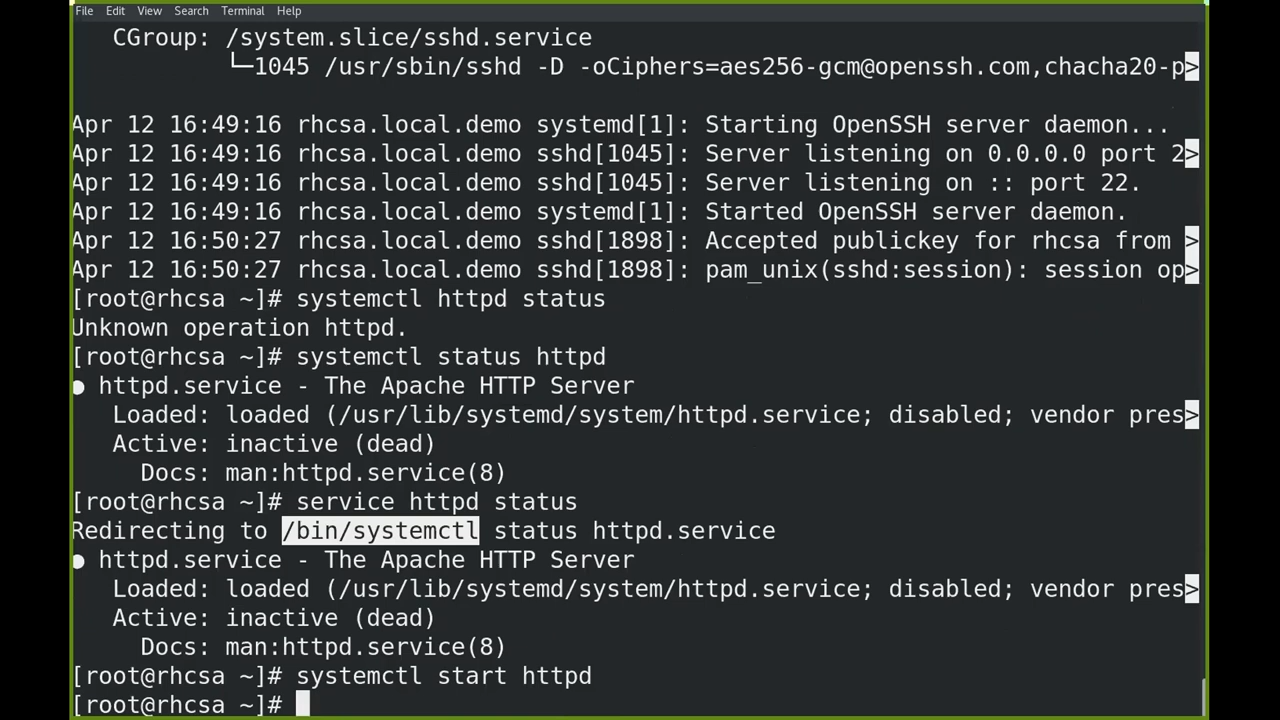 File Edit View Search Terminal Help
CGroup: /system.slice/sshd.service
└─1045 /usr/sbin/sshd -D -oCiphers=aes256-gcm@openssh.com,chacha20-p>
Apr 12 16:49:16 rhcsa.local.demo systemd[1]: Starting OpenSSH server daemon...
Apr 12 16:49:16 rhcsa.local.demo sshd[1045]: Server listening on 0.0.0.0 port 2>
Apr 12 16:49:16 rhcsa.local.demo sshd[1045]: Server listening on :: port 22.
Apr 12 16:49:16 rhcsa.local.demo systemd[1]: Started OpenSSH server daemon.
Apr 12 16:50:27 rhcsa.local.demo sshd[1898]: Accepted publickey for rhcsa from >
Apr 12 16:50:27 rhcsa.local.demo sshd[1898]: pam_unix(sshd:session): session op>
[root@rhcsa ~]# systemctl httpd status
Unknown operation httpd.
[root@rhcsa ~]# systemctl status httpd
● httpd.service - The Apache HTTP Server
Loaded: loaded (/usr/lib/systemd/system/httpd.service; disabled; vendor pres>
Active: inactive (dead)
Docs: man:httpd.service(8)
[root@rhcsa ~]# service httpd status
Redirecting to /bin/systemctl status httpd.service
● httpd.service - The Apache HTTP Server
Loaded: loaded (/usr/lib/systemd/system/httpd.service; disabled; vendor pres>
Active: inactive (dead)
Docs: man:httpd.service(8)
[root@rhcsa ~]# systemctl start httpd
[root@rhcsa ~]#